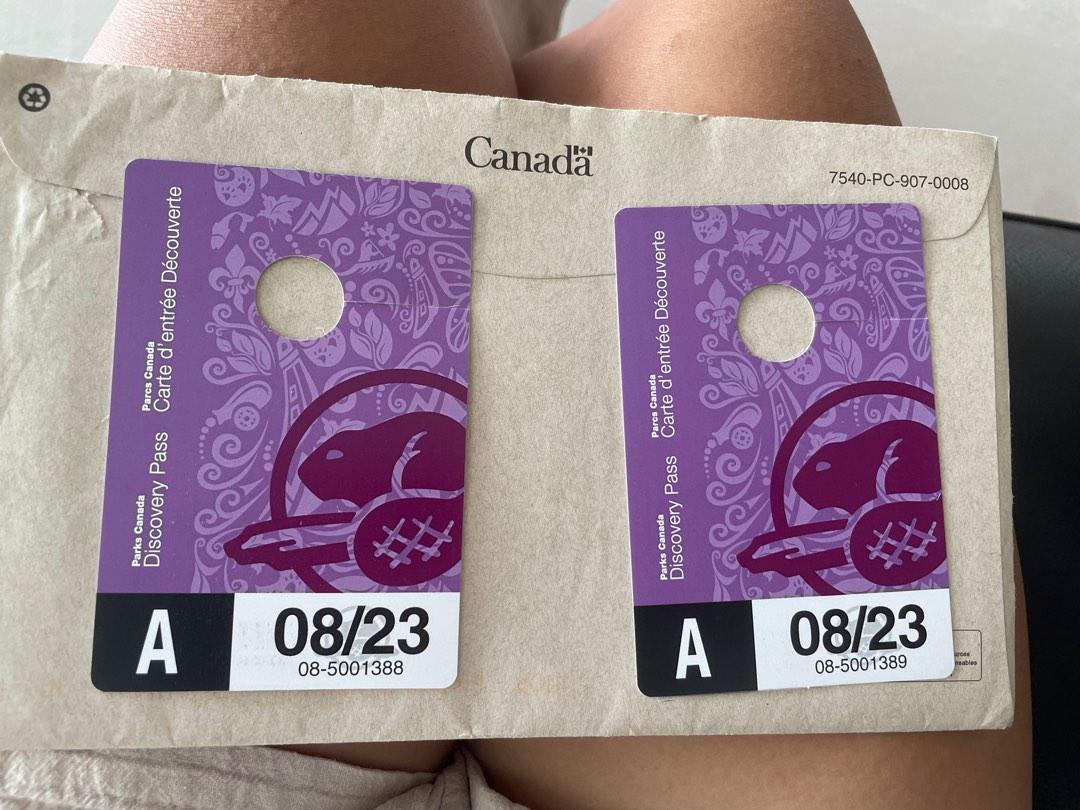 Canada
7540-PC-907-0008
Parks Canada Parcs Canada
Discovery Pass Carte d'entrée Découverte
A
08/23
08-5001388
Parks Canada Parcs Canada
Discovery Pass Carte d'entrée Découverte
A
08/23
08-5001389